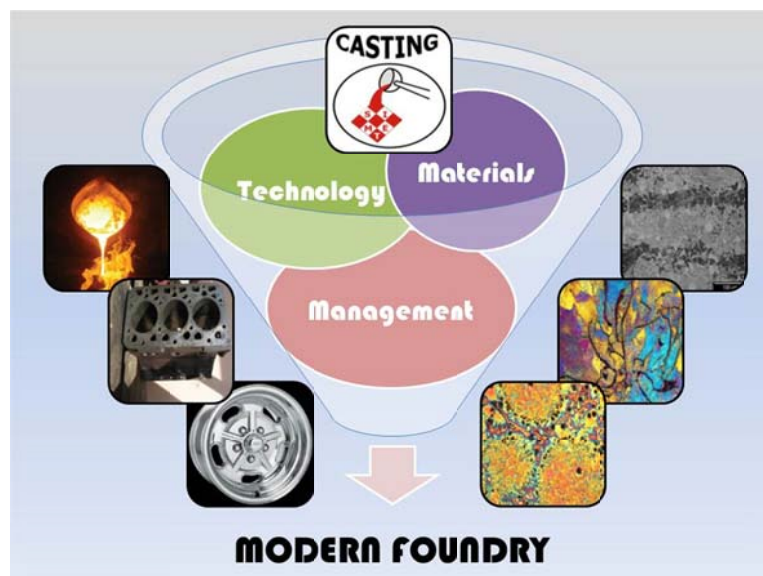 CASTING
S I
M E
T
Technology
Materials
Management
MODERN FOUNDRY